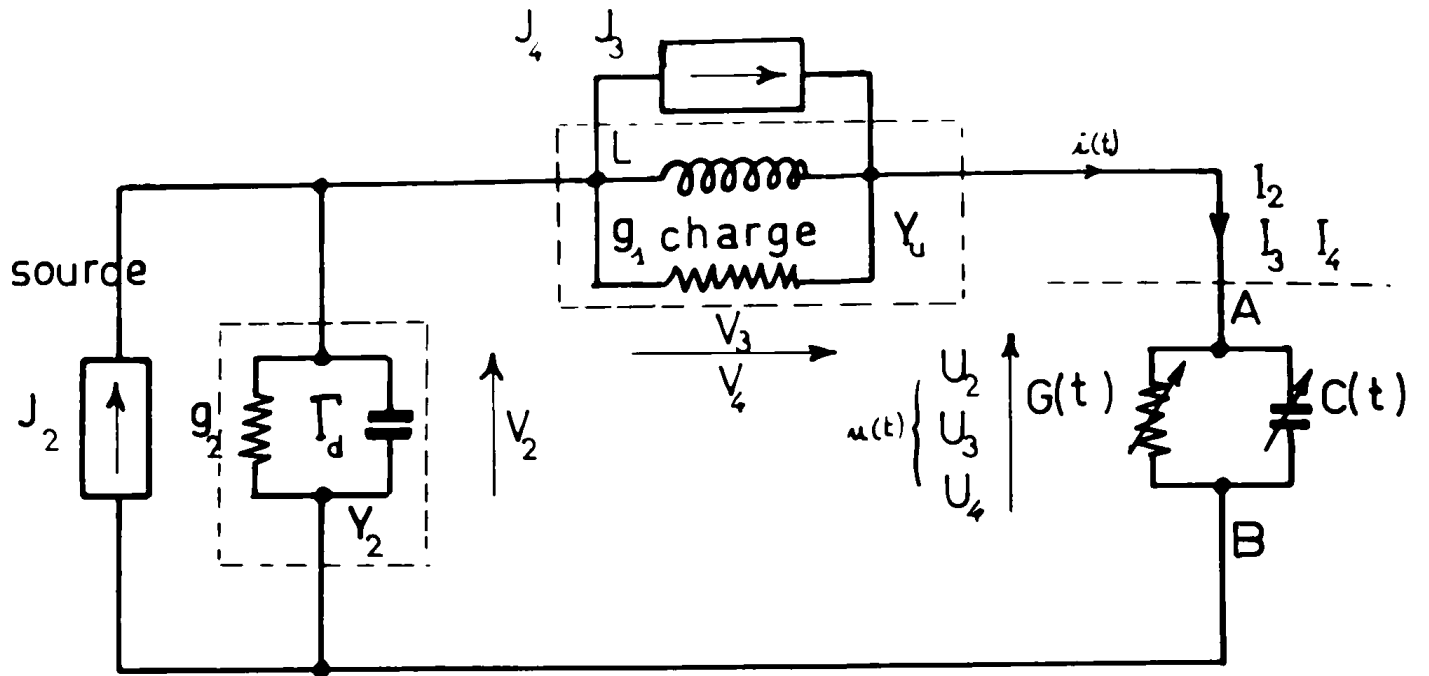 J₄ J₃
L
i(t)
I₂
g₁ charge
Yᵤ
I₃ I₄
source
A
V₃
V₄
J₂
g₂
Γd
V₂
u(t)
U₂
U₃
U₄
G(t)
C(t)
Y₂
B